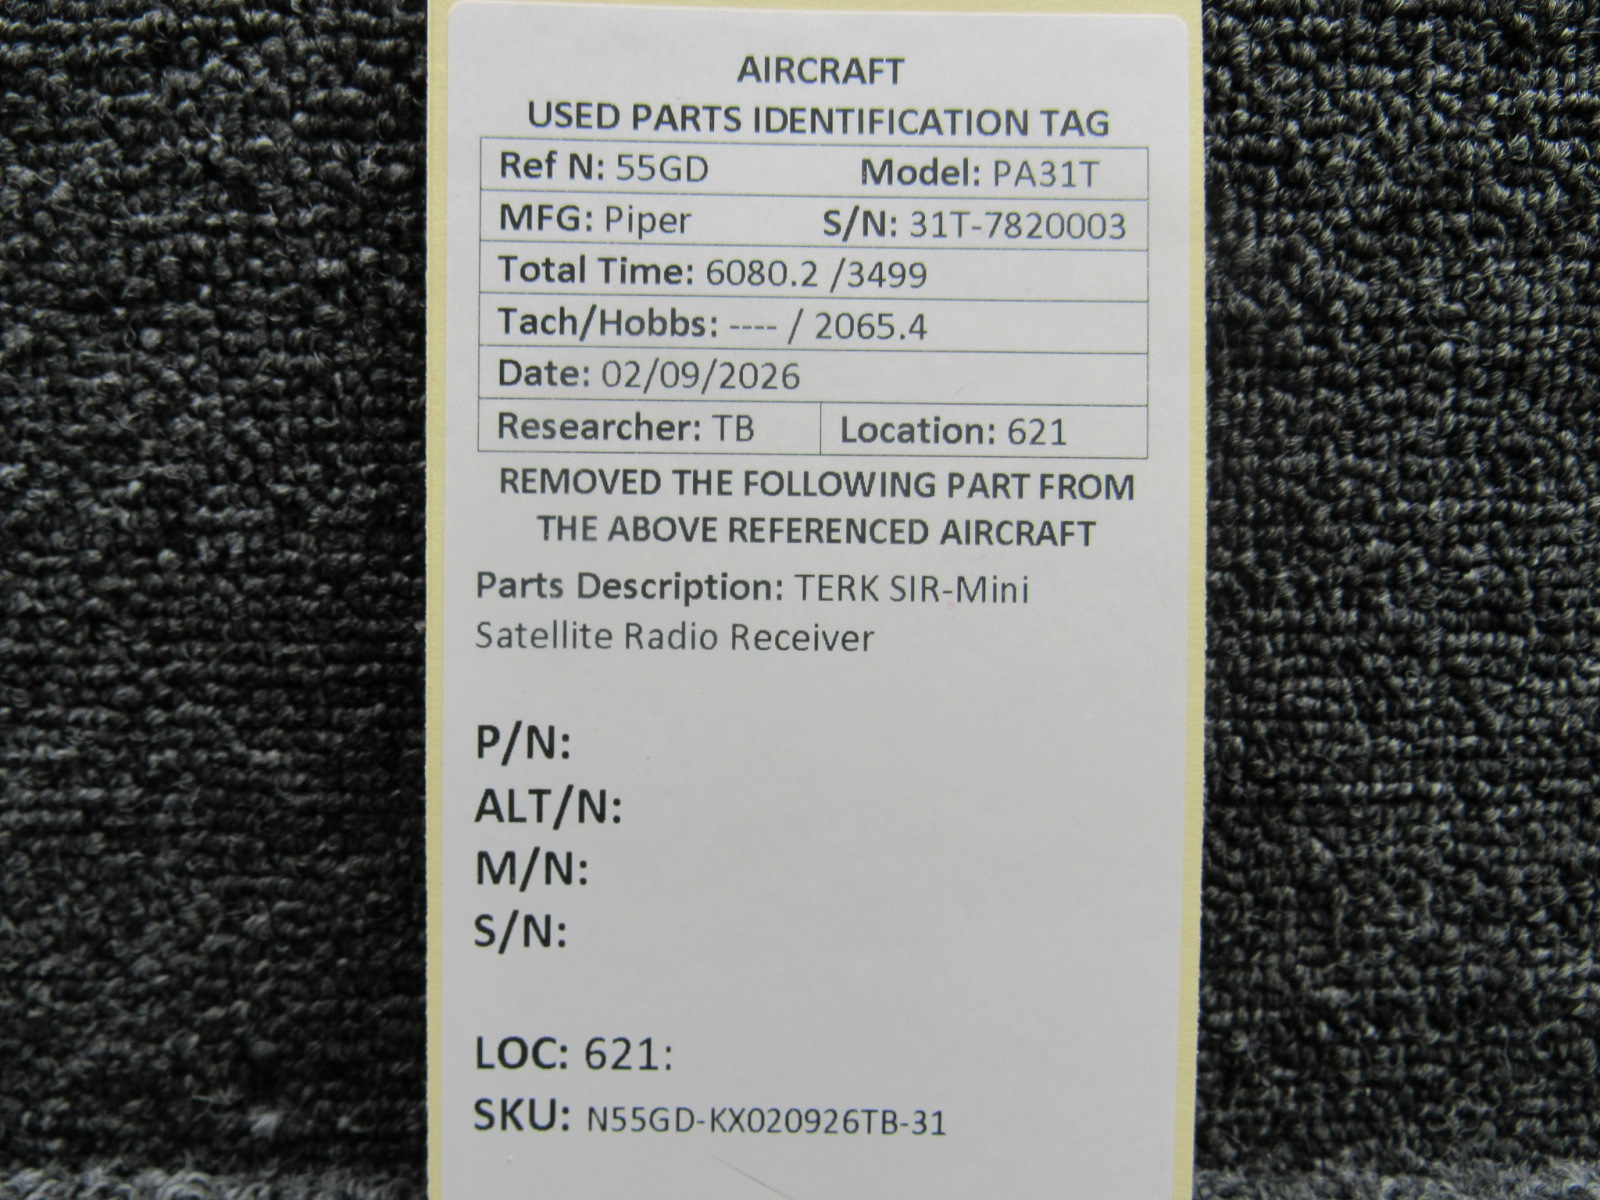 AIRCRAFT
USED PARTS IDENTIFICATION TAG
Ref N: 55GD Model: PA31T
MFG: Piper S/N: 31T-7820003
Total Time: 6080.2 /3499
Tach/Hobbs: ---- / 2065.4
Date: 02/09/2026
Researcher: TB Location: 621
REMOVED THE FOLLOWING PART FROM
THE ABOVE REFERENCED AIRCRAFT
Parts Description: TERK SIR-Mini
Satellite Radio Receiver
P/N:
ALT/N:
M/N:
S/N:
LOC: 621:
SKU: N55GD-KX020926TB-31